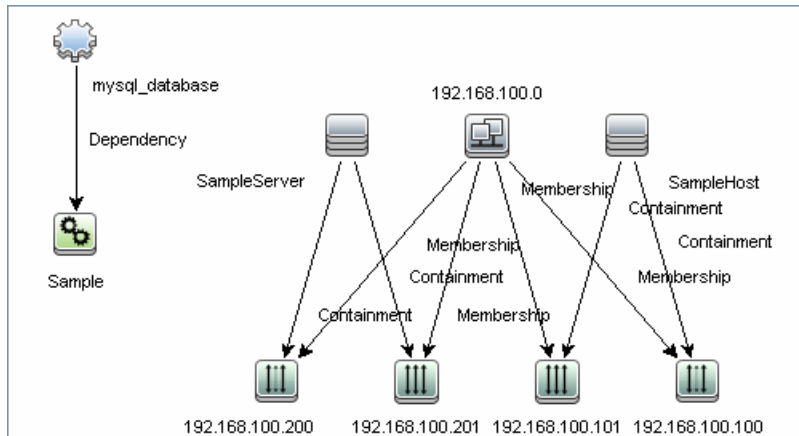 mysql_database
192.168.100.0
Dependency
SampleServer
Membership
SampleHost
Containment
Membership
Containment
Sample
Containment
Membership
Containment
Membership
192.168.100.200
192.168.100.201
192.168.100.101
192.168.100.100